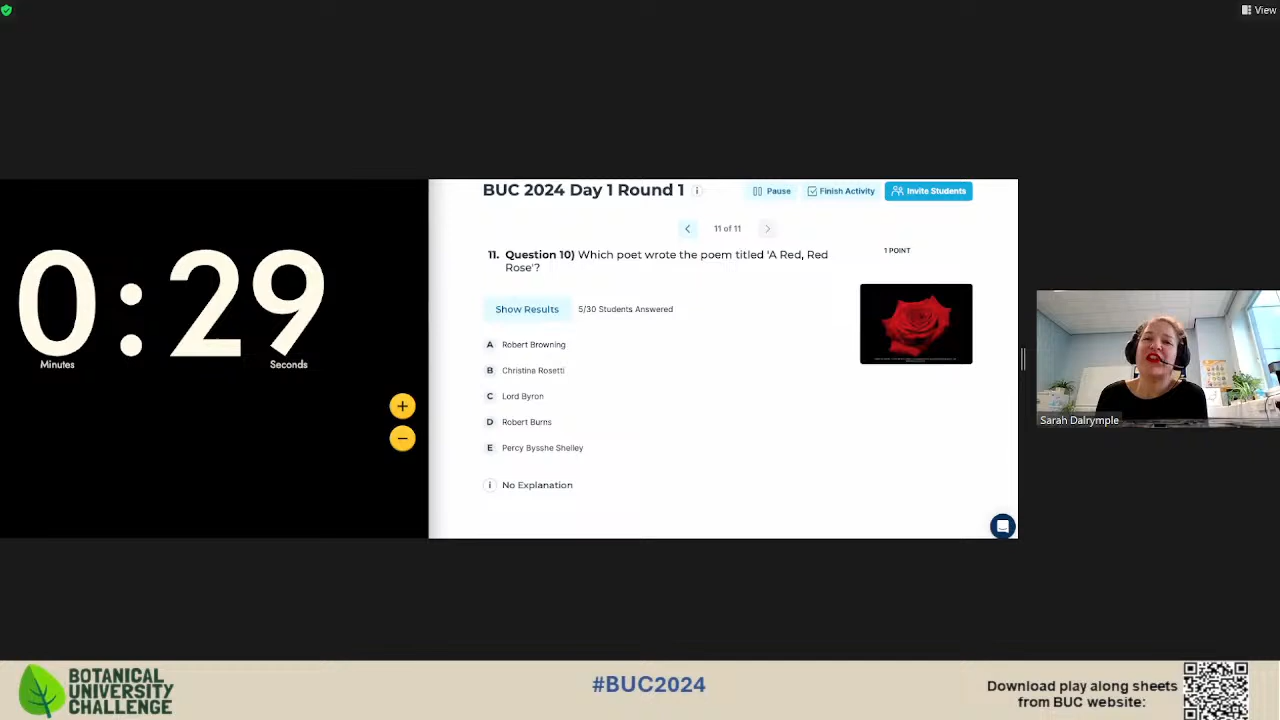 View
0:29
Minutes
Seconds
+
−
BUC 2024 Day 1 Round 1
Pause
Finish Activity
Invite Students
11 of 11
11. Question 10) Which poet wrote the poem titled 'A Red, Red
Rose'?
1 POINT
Show Results
5/30 Students Answered
A Robert Browning
B Christina Rosetti
C Lord Byron
D Robert Burns
E Percy Bysshe Shelley
No Explanation
Sarah Dalrymple
BOTANICAL
UNIVERSITY
CHALLENGE
#BUC2024
Download play along sheets
from BUC website: